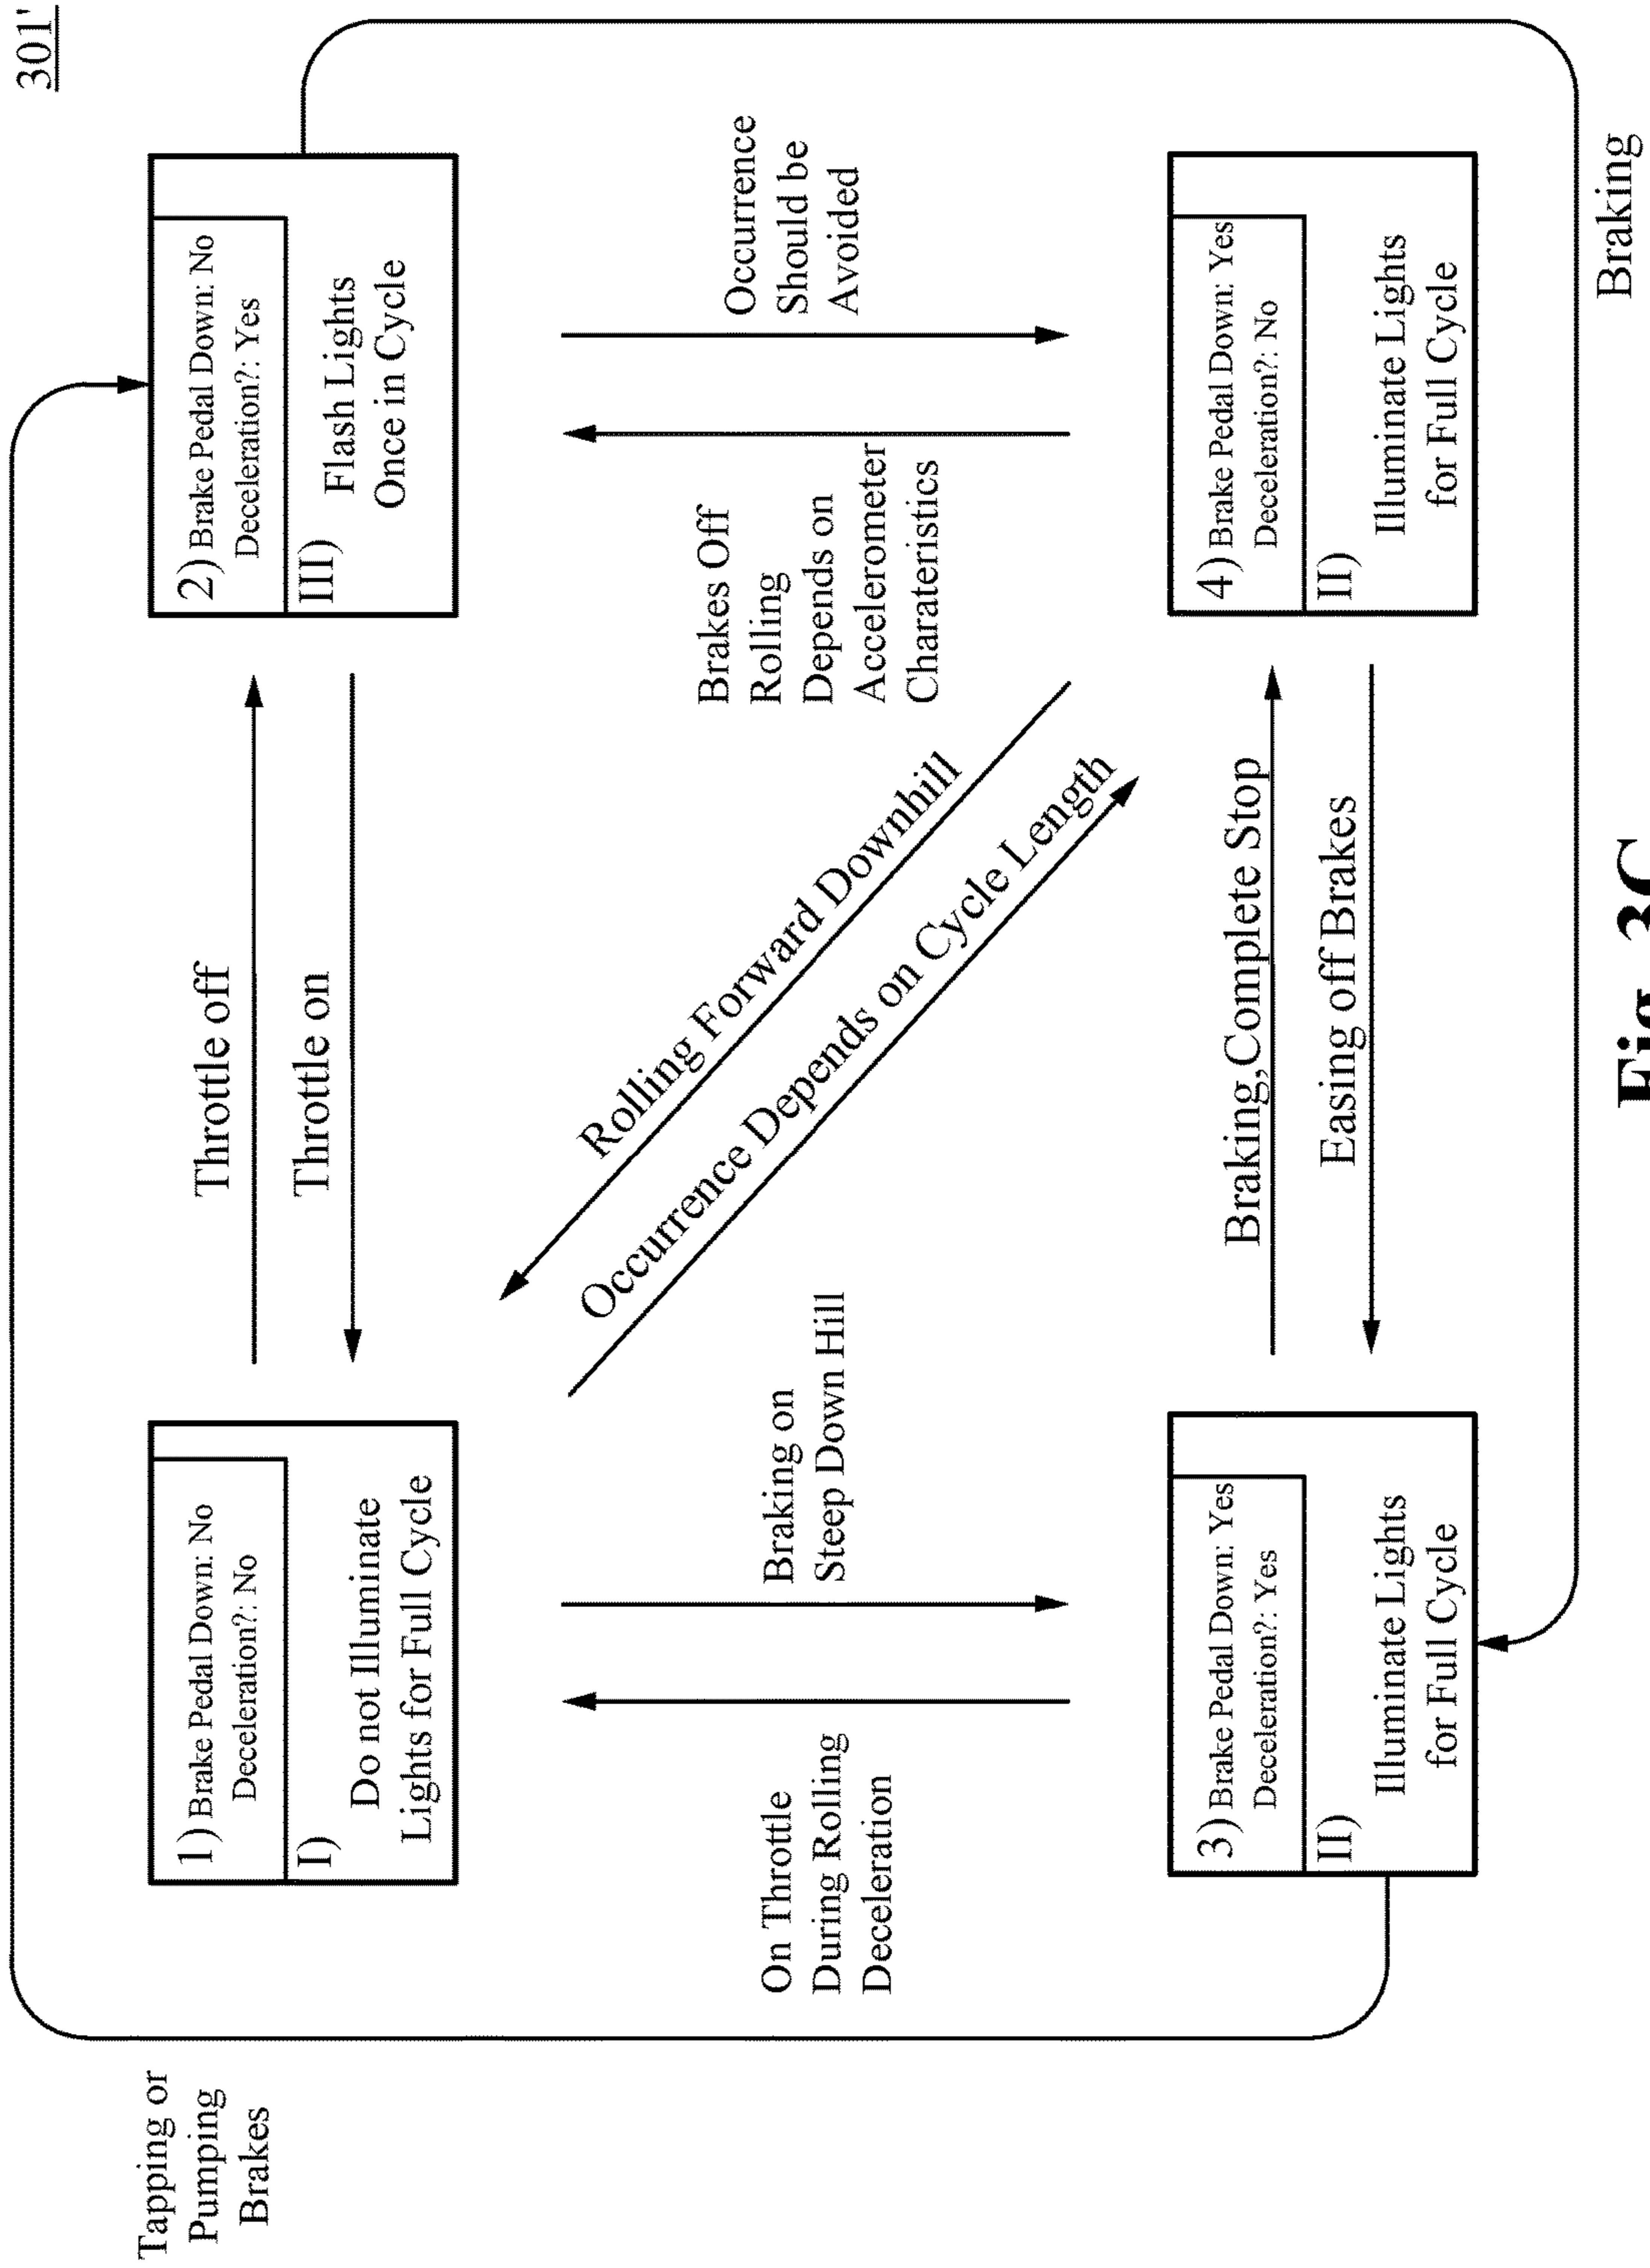 301'
Tapping or
Pumping
Brakes
1) Brake Pedal Down: No
Deceleration?: No
I)
Do not Illuminate
Lights for Full Cycle
Throttle off
Throttle on
2) Brake Pedal Down: No
Deceleration?: Yes
III)
Flash Lights
Once in Cycle
On Throttle
During Rolling
Deceleration
Braking on
Steep Down Hill
Rolling Forward Downhill
Occurrence Depends on Cycle Length
Brakes Off
Rolling
Depends on
Accelerometer
Charateristics
Occurrence
Should be
Avoided
3) Brake Pedal Down: Yes
Deceleration?: Yes
II)
Illuminate Lights
for Full Cycle
Braking,Complete Stop
Easing off Brakes
4) Brake Pedal Down: Yes
Deceleration?: No
II)
Illuminate Lights
for Full Cycle
Braking
Fig. 3C